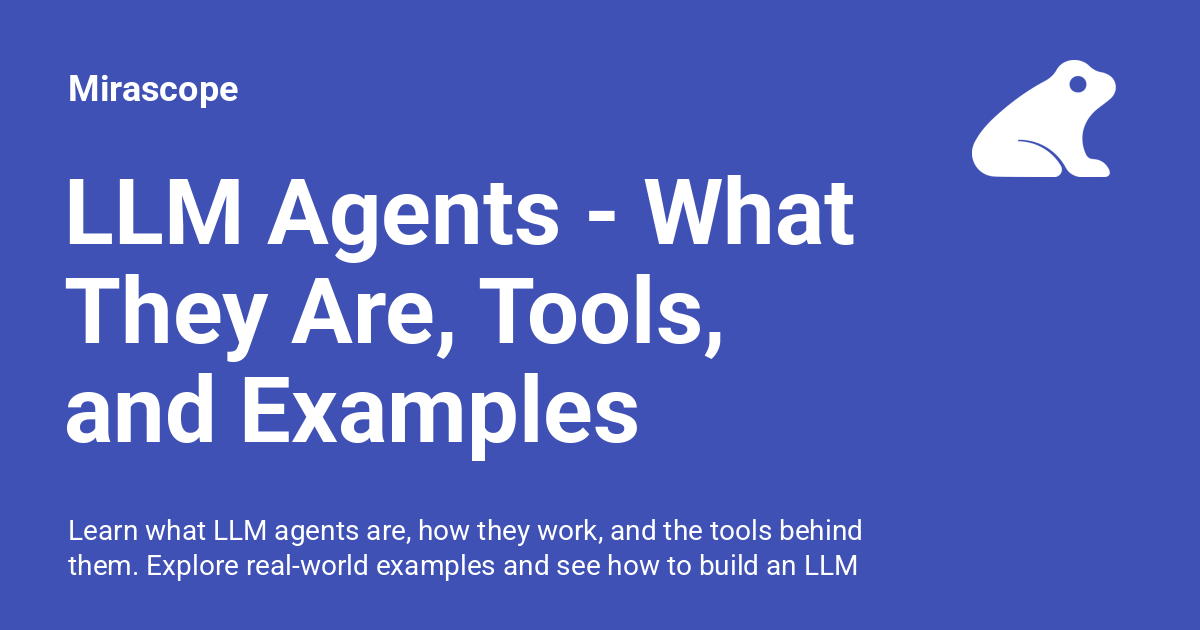 Mirascope
LLM Agents - What
They Are, Tools,
and Examples
Learn what LLM agents are, how they work, and the tools behind
them. Explore real-world examples and see how to build an LLM